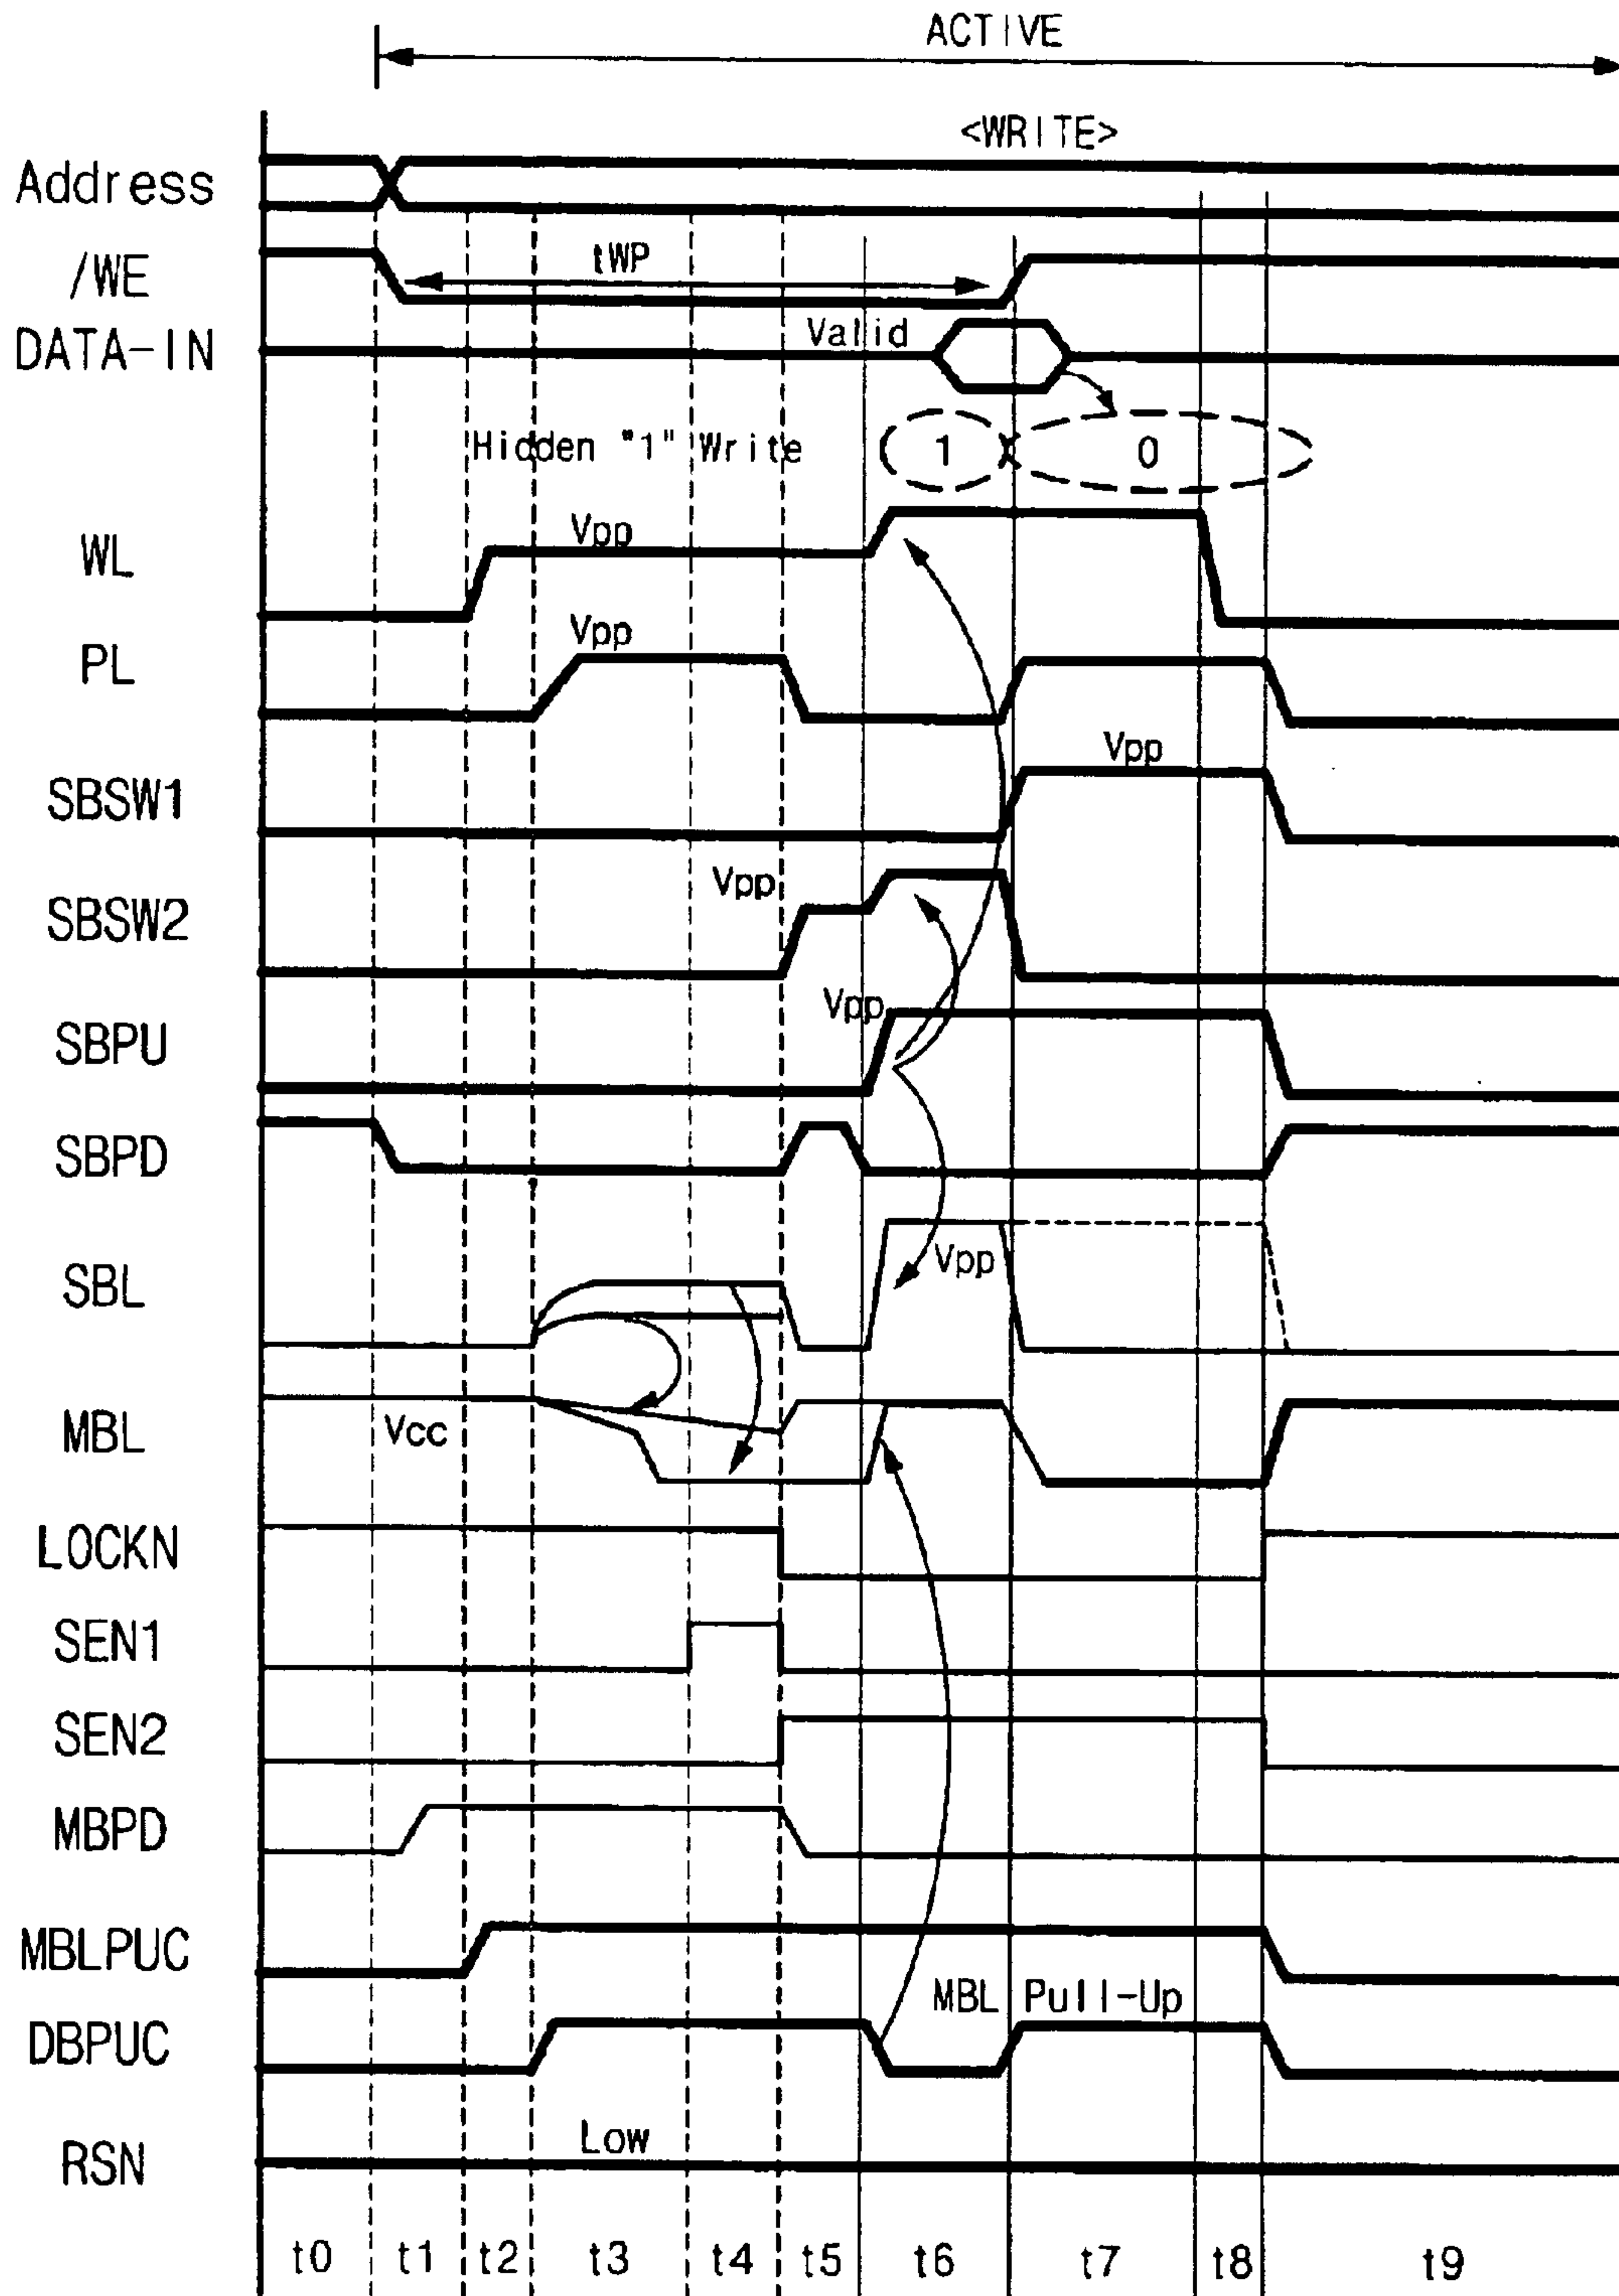 ACTIVE
<WRITE>
Address
/WE
tWP
DATA-IN
Valid
Hidden "1" Write
1
0
WL
Vpp
PL
Vpp
SBSW1
Vpp
SBSW2
Vpp
SBPU
Vpp
SBPD
SBL
Vpp
MBL
Vcc
LOCKN
SEN1
SEN2
MBPD
MBLPUC
MBL Pull-Up
DBPUC
RSN
Low
t0 t1 t2 t3 t4 t5 t6 t7 t8 t9